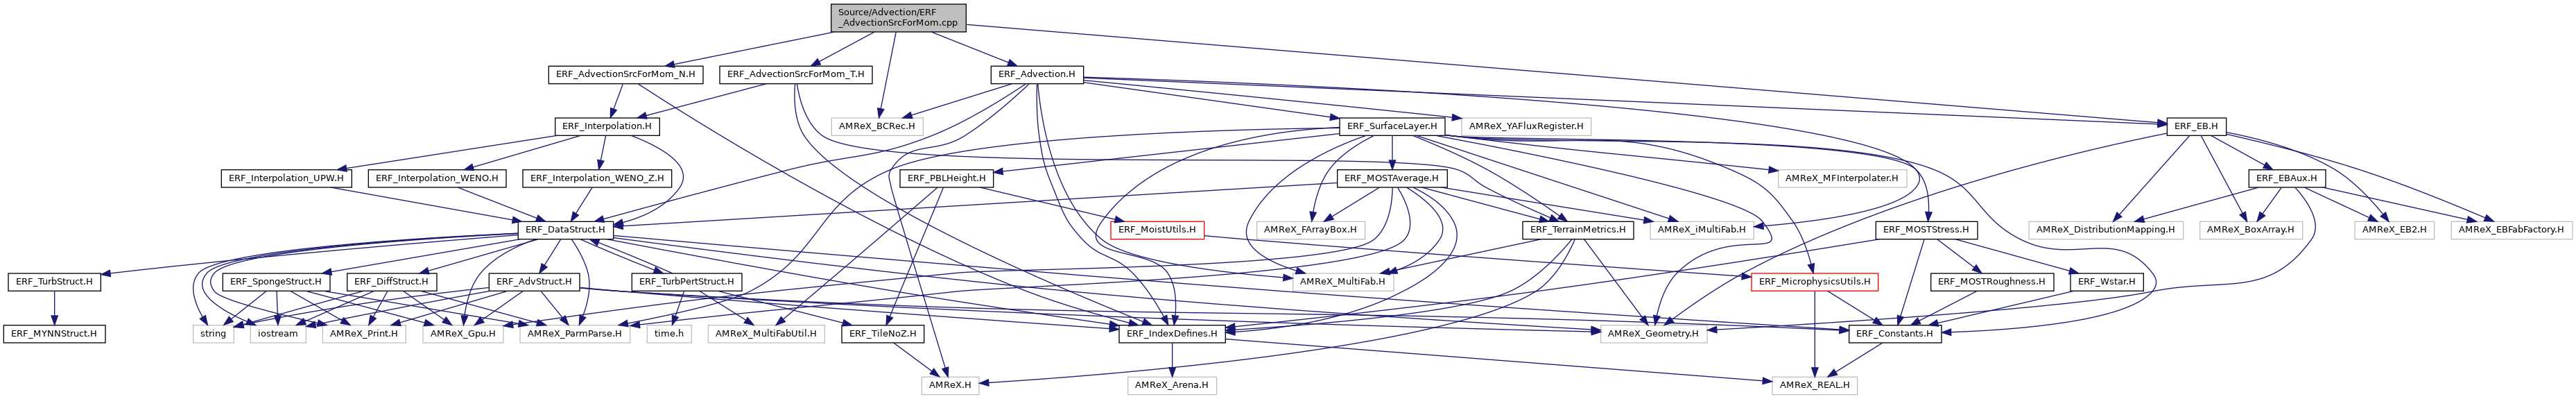 Source/Advection/ERF
_AdvectionSrcForMom.cpp
ERF_AdvectionSrcForMom_N.H
ERF_AdvectionSrcForMom_T.H
ERF_Advection.H
ERF_Interpolation.H
AMReX_BCRec.H
ERF_SurfaceLayer.H
AMReX_YAFluxRegister.H
ERF_EB.H
ERF_Interpolation_UPW.H
ERF_Interpolation_WENO.H
ERF_Interpolation_WENO_Z.H
ERF_PBLHeight.H
ERF_MOSTAverage.H
AMReX_MFInterpolater.H
ERF_EBAux.H
ERF_DataStruct.H
ERF_MoistUtils.H
AMReX_FArrayBox.H
ERF_TerrainMetrics.H
AMReX_iMultiFab.H
ERF_MOSTStress.H
AMReX_DistributionMapping.H
AMReX_BoxArray.H
AMReX_EB2.H
AMReX_EBFabFactory.H
ERF_TurbStruct.H
ERF_SpongeStruct.H
ERF_DiffStruct.H
ERF_AdvStruct.H
ERF_TurbPertStruct.H
AMReX_MultiFab.H
ERF_MicrophysicsUtils.H
ERF_MOSTRoughness.H
ERF_Wstar.H
ERF_MYNNStruct.H
string
iostream
AMReX_Print.H
AMReX_Gpu.H
AMReX_ParmParse.H
time.h
AMReX_MultiFabUtil.H
ERF_TileNoZ.H
ERF_IndexDefines.H
AMReX_Geometry.H
ERF_Constants.H
AMReX.H
AMReX_Arena.H
AMReX_REAL.H